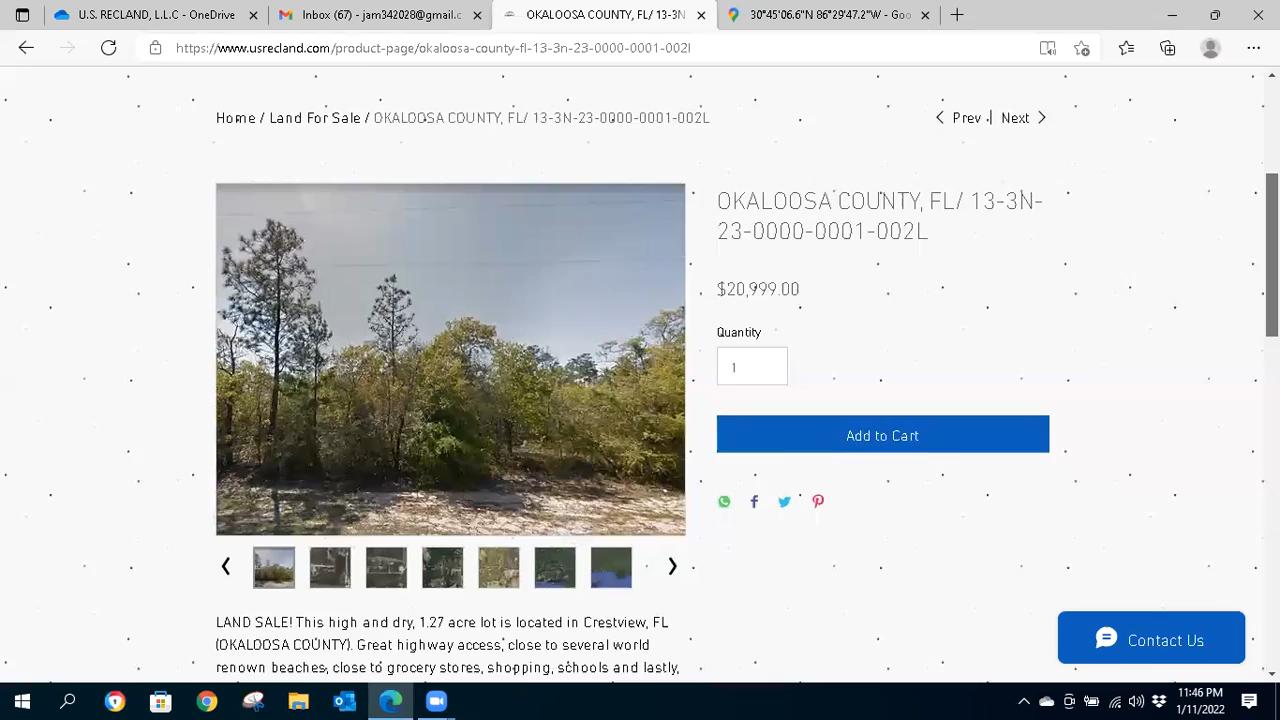 U.S. RECLAND, L.L.C - OneDrive
Inbox (67) - jam342028@gmail.c
OKALOOSA COUNTY, FL/ 13-3N
30°45'06.6"N 86°29'47.2"W - Goo
https://www.usrecland.com/product-page/okaloosa-county-fl-13-3n-23-0000-0001-002l
Home / Land For Sale / OKALOOSA COUNTY, FL/ 13-3N-23-0000-0001-002L
Prev | Next
OKALOOSA COUNTY, FL/ 13-3N-
23-0000-0001-002L
$20,999.00
Quantity
1
Add to Cart
LAND SALE! This high and dry, 1.27 acre lot is located in Crestview, FL
(OKALOOSA COUNTY). Great highway access, close to several world
renown beaches, close to grocery stores, shopping, schools and lastly,
Contact Us
11:46 PM
1/11/2022